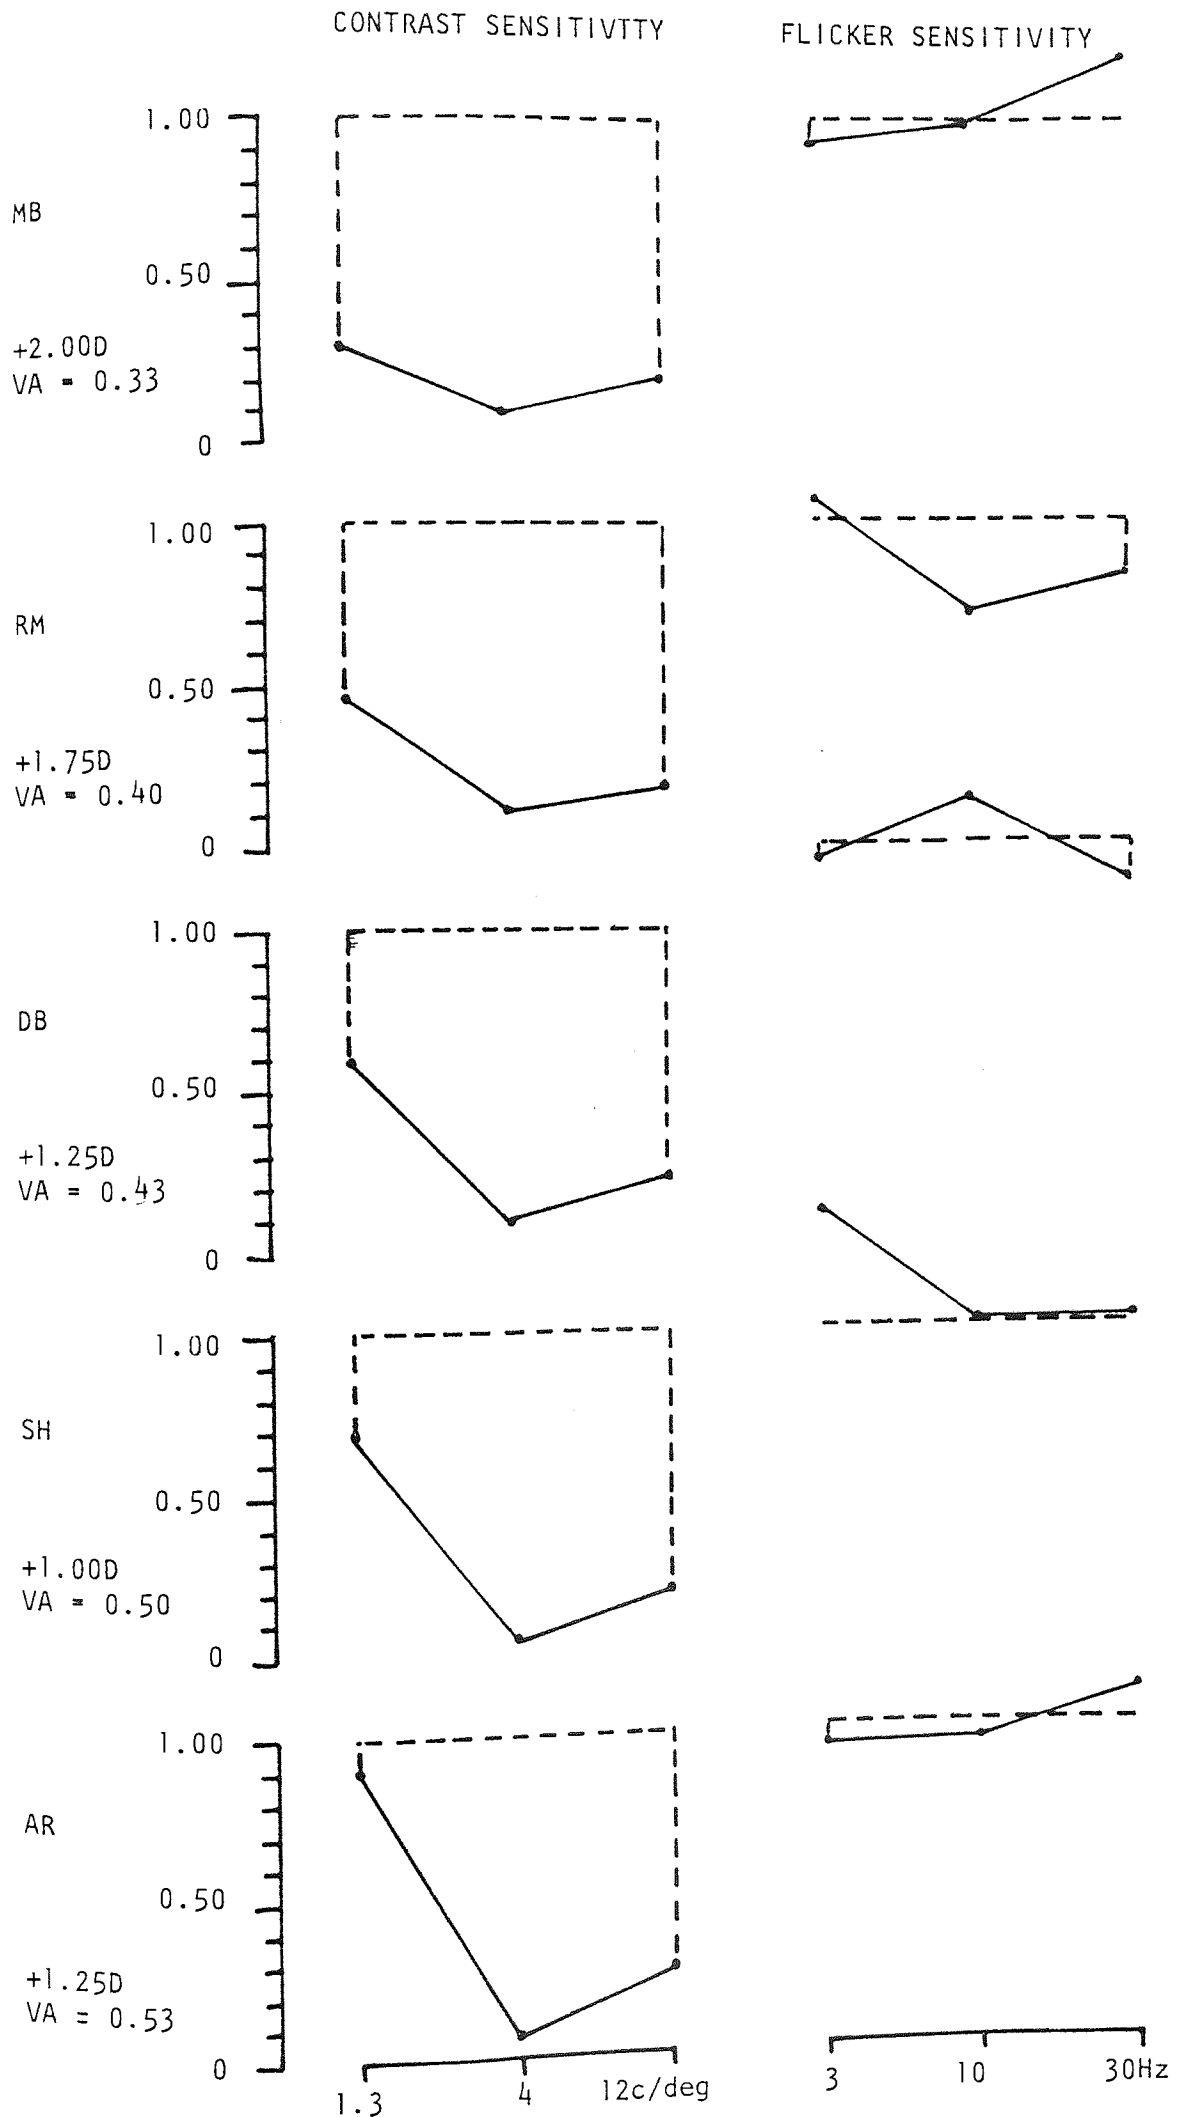 CONTRAST SENSITIVTTY
FLICKER SENSITIVITY
1.00
MB
0.50
+2.00D
VA = 0.33
0
1.00
RM
0.50
+1.75D
VA = 0.40
0
1.00
DB
0.50
+1.25D
VA = 0.43
0
1.00
SH
0.50
+1.00D
VA = 0.50
0
1.00
AR
0.50
+1.25D
VA = 0.53
0
1.3 4 12c/deg
3 10 30Hz